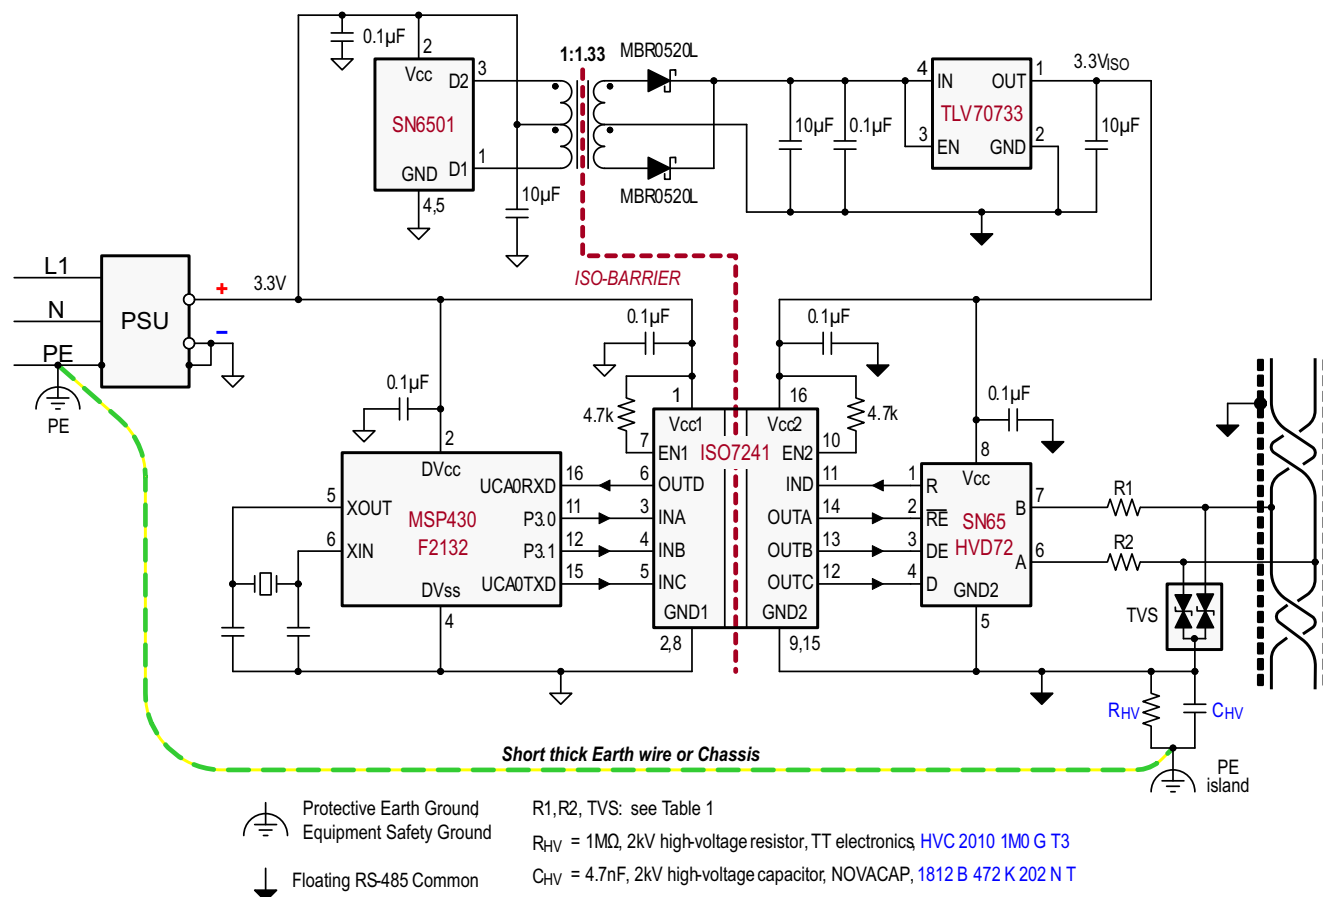 0.1µF
2
Vcc
D2
3
SN6501
D1
1
GND
4,5
10µF
1:1.33
MBR0520L
MBR0520L
10µF
0.1µF
4
IN
OUT
1
TLV70733
3
EN
GND
2
3.3VISO
10µF
ISO-BARRIER
L1
N
PE
PSU
+
−
3.3V
PE
0.1µF
2
DVcc
5
XOUT
6
XIN
MSP430
F2132
UCA0RXD
16
P3.0
11
P3.1
12
UCA0TXD
15
DVss
4
0.1µF
4.7k
1
Vcc1
7
EN1
6
OUTD
3
INA
4
INB
5
INC
GND1
2,8
ISO7241
0.1µF
4.7k
16
Vcc2
EN2
10
IND
11
OUTA
14
OUTB
13
OUTC
12
GND2
9,15
0.1µF
8
Vcc
1
R
2
RE
3
DE
4
D
SN65
HVD72
B
7
A
6
GND2
5
R1
R2
TVS
RHV
CHV
PE
island
Short thick Earth wire or Chassis
Protective Earth Ground,
Equipment Safety Ground
Floating RS-485 Common
R1,R2, TVS: see Table 1
RHV = 1MΩ, 2kV high-voltage resistor, TT electronics, HVC 2010 1M0 G T3
CHV = 4.7nF, 2kV high-voltage capacitor, NOVACAP, 1812 B 472 K 202 N T